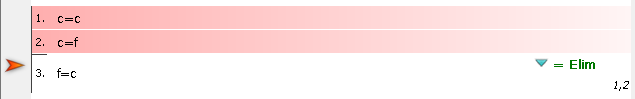 1. c=c
2. c=f
3. f=c
= Elim
1,2